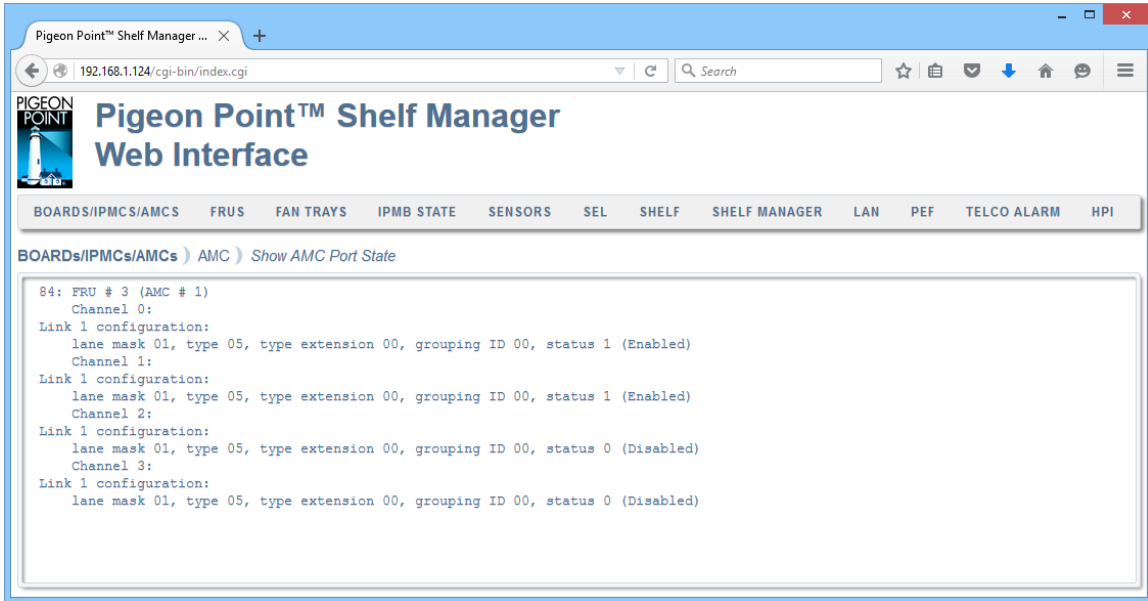 Pigeon Point™ Shelf Manager ...
192.168.1.124/cgi-bin/index.cgi
Search
PIGEON
POINT
Pigeon Point™ Shelf Manager
Web Interface
BOARDS/IPMCS/AMCS FRUS FAN TRAYS IPMB STATE SENSORS SEL SHELF SHELF MANAGER LAN PEF TELCO ALARM HPI
BOARDs/IPMCs/AMCs ) AMC ) Show AMC Port State
84: FRU # 3 (AMC # 1)
Channel 0:
Link 1 configuration:
lane mask 01, type 05, type extension 00, grouping ID 00, status 1 (Enabled)
Channel 1:
Link 1 configuration:
lane mask 01, type 05, type extension 00, grouping ID 00, status 1 (Enabled)
Channel 2:
Link 1 configuration:
lane mask 01, type 05, type extension 00, grouping ID 00, status 0 (Disabled)
Channel 3:
Link 1 configuration:
lane mask 01, type 05, type extension 00, grouping ID 00, status 0 (Disabled)